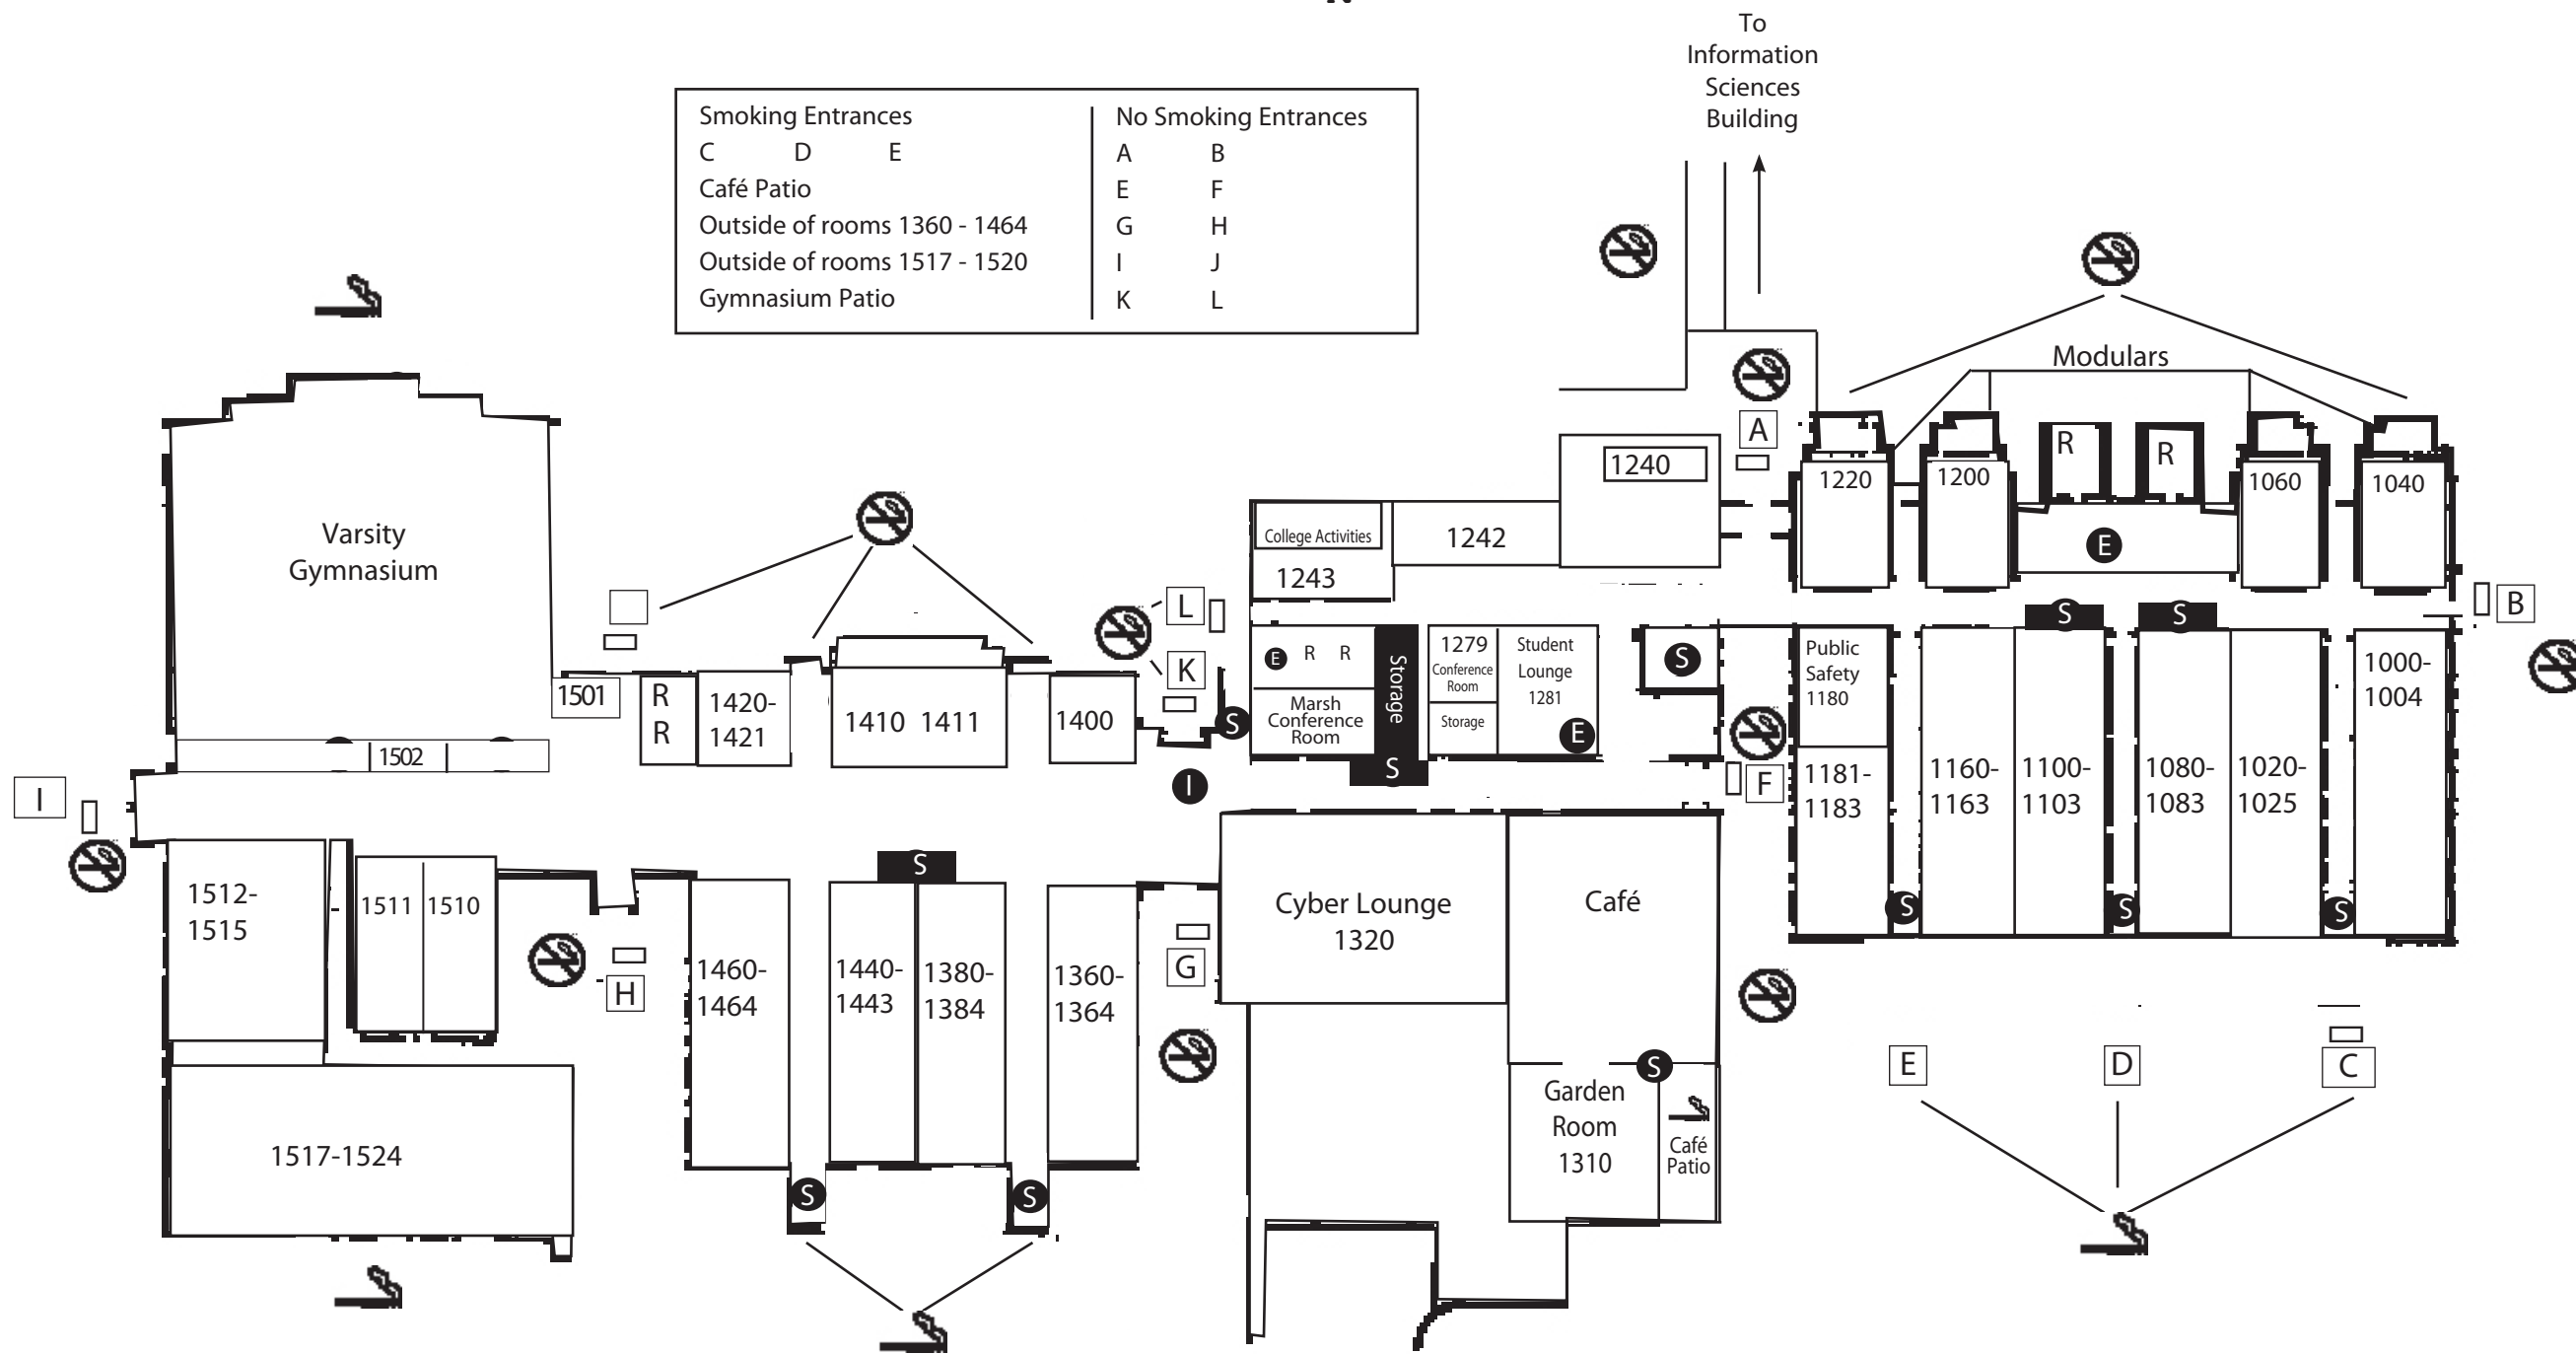 To
Information
Sciences
Building
Smoking Entrances
C D E
Café Patio
Outside of rooms 1360 - 1464
Outside of rooms 1517 - 1520
Gymnasium Patio
No Smoking Entrances
A B
E F
G H
I J
K L
Modulars
A
1240
1220
1200
R
R
1060
1040
E
B
College Activities
1243
1242
Varsity
Gymnasium
L
K
S
E R R
Marsh
Conference
Room
Storage
S
1279
Conference
Room
Storage
Student
Lounge
1281
E
S
F
S
S
Public
Safety
1180
1181-
1183
1160-
1163
1100-
1103
1080-
1083
1020-
1025
1000-
1004
S
S
S
1501
R
R
1420-
1421
1410 1411
1400
1502
I
I
1512-
1515
1511
1510
H
S
1460-
1464
1440-
1443
1380-
1384
1360-
1364
G
Cyber Lounge
1320
Café
S
Garden
Room
1310
Café
Patio
E
D
C
1517-1524
S
S